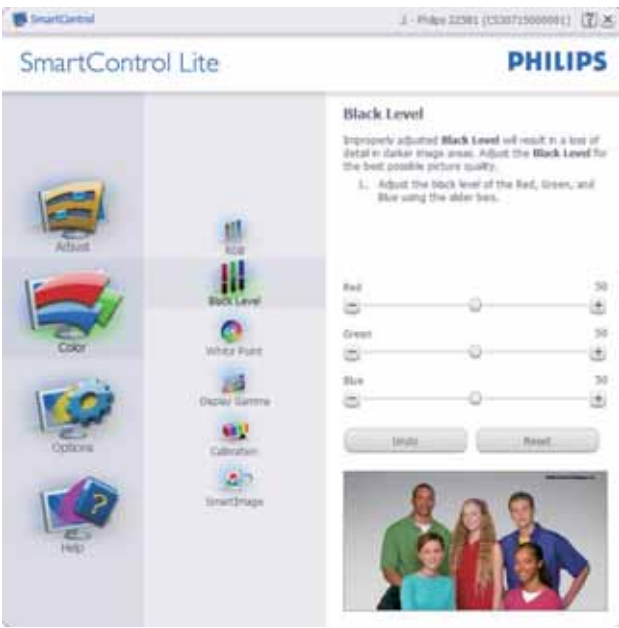 SmartControl
SmartControl Lite
PHILIPS
Adjust
Color
Options
Help
RGB
Black Level
White Point
Display Gamma
Calibration
SmartImage
Black Level
Improperly adjusted Black Level will result in a loss of
detail in darker image areas. Adjust the Black Level for
the best possible picture quality.
1. Adjust the black level of the Red, Green, and
Blue using the slider bars.
Red 50
Green 50
Blue 50
Undo Reset